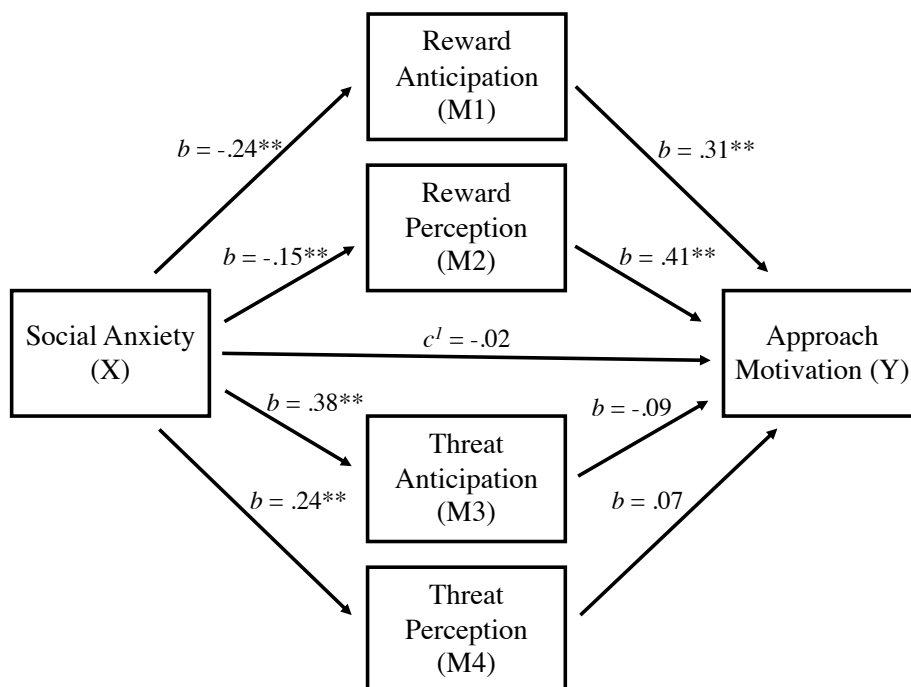 Reward
Anticipation
(M1)
b = -.24**
b = .31**
Reward
Perception
(M2)
b = -.15**
b = .41**
Social Anxiety
(X)
c¹ = -.02
Approach
Motivation (Y)
b = .38**
b = -.09
Threat
Anticipation
(M3)
b = .24**
b = .07
Threat
Perception
(M4)